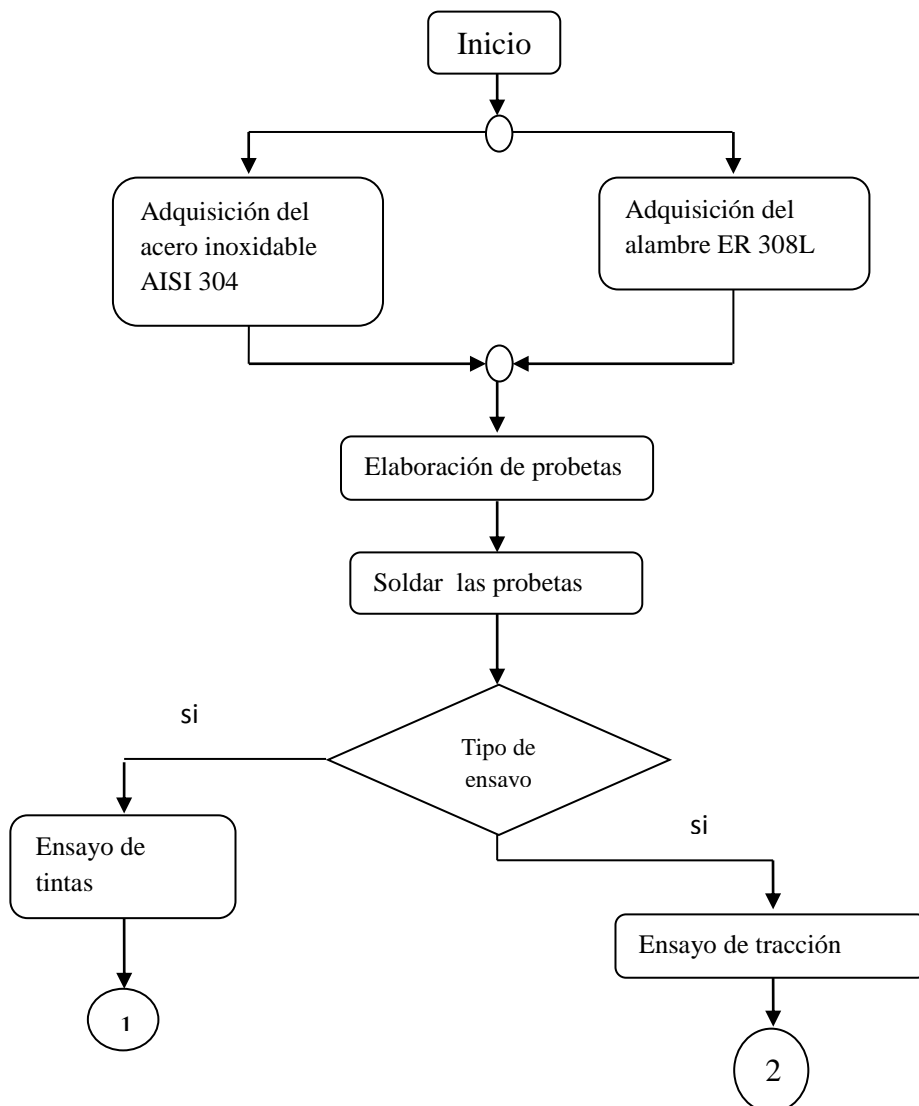 Inicio
Adquisición del
acero inoxidable
AISI 304
Adquisición del
alambre ER 308L
Elaboración de probetas
Soldar las probetas
si
Tipo de
ensavo
si
Ensayo de
tintas
Ensayo de tracción
1
2